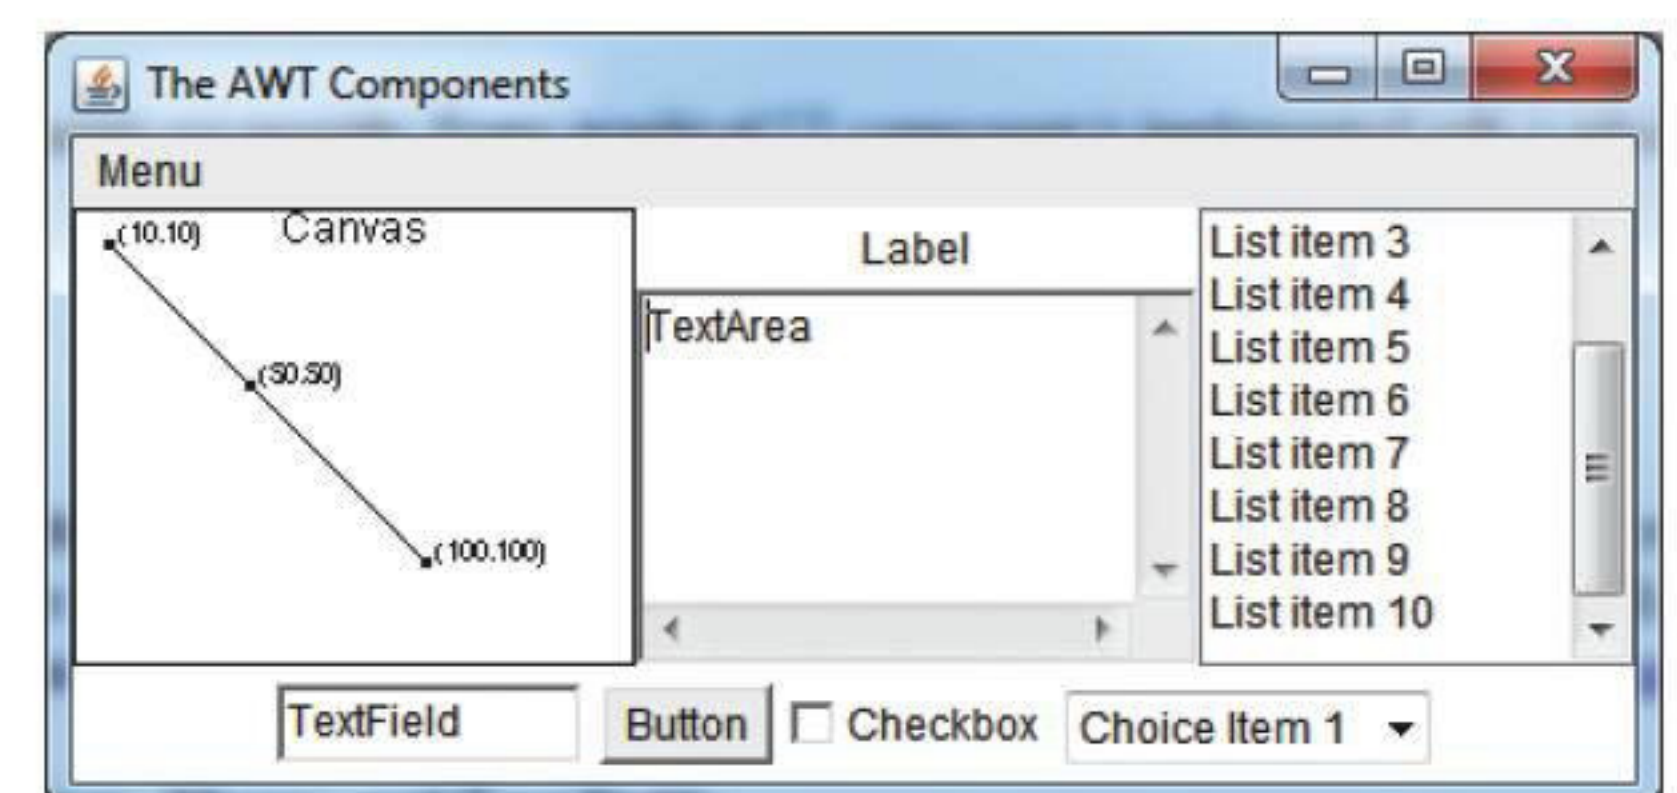 The AWT Components
Menu
Canvas
(10.10)
(50.50)
(100.100)
Label
TextArea
List item 3
List item 4
List item 5
List item 6
List item 7
List item 8
List item 9
List item 10
TextField
Button
Checkbox
Choice Item 1